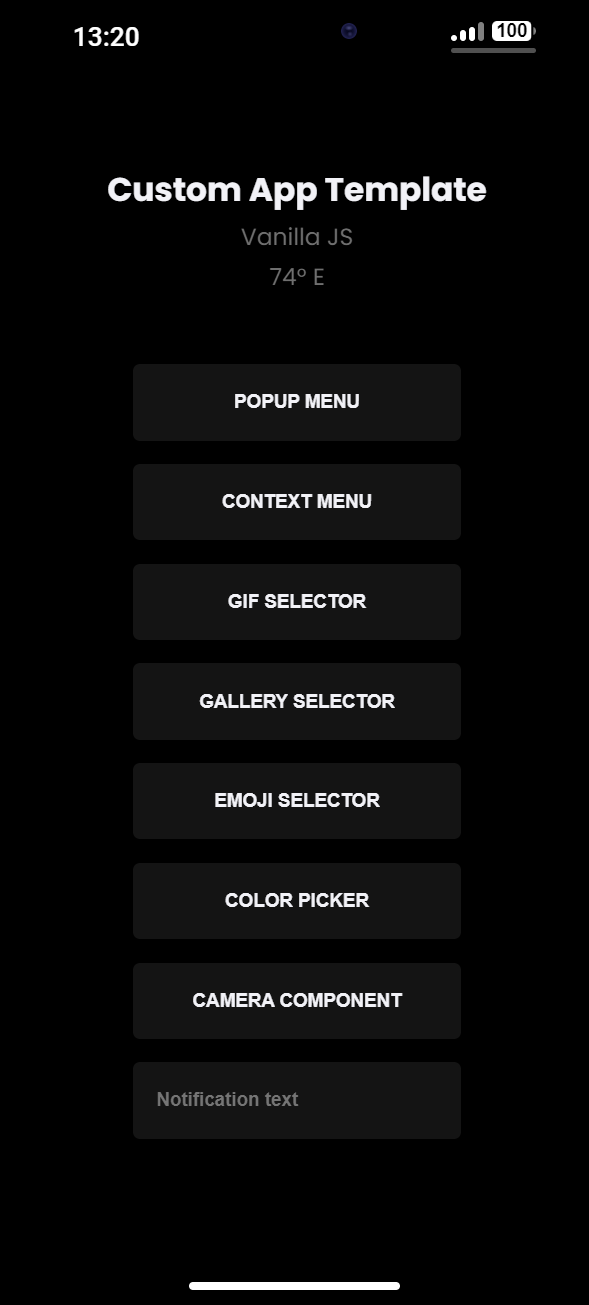 13:20
100
Custom App Template
Vanilla JS
74° E
POPUP MENU
CONTEXT MENU
GIF SELECTOR
GALLERY SELECTOR
EMOJI SELECTOR
COLOR PICKER
CAMERA COMPONENT
Notification text